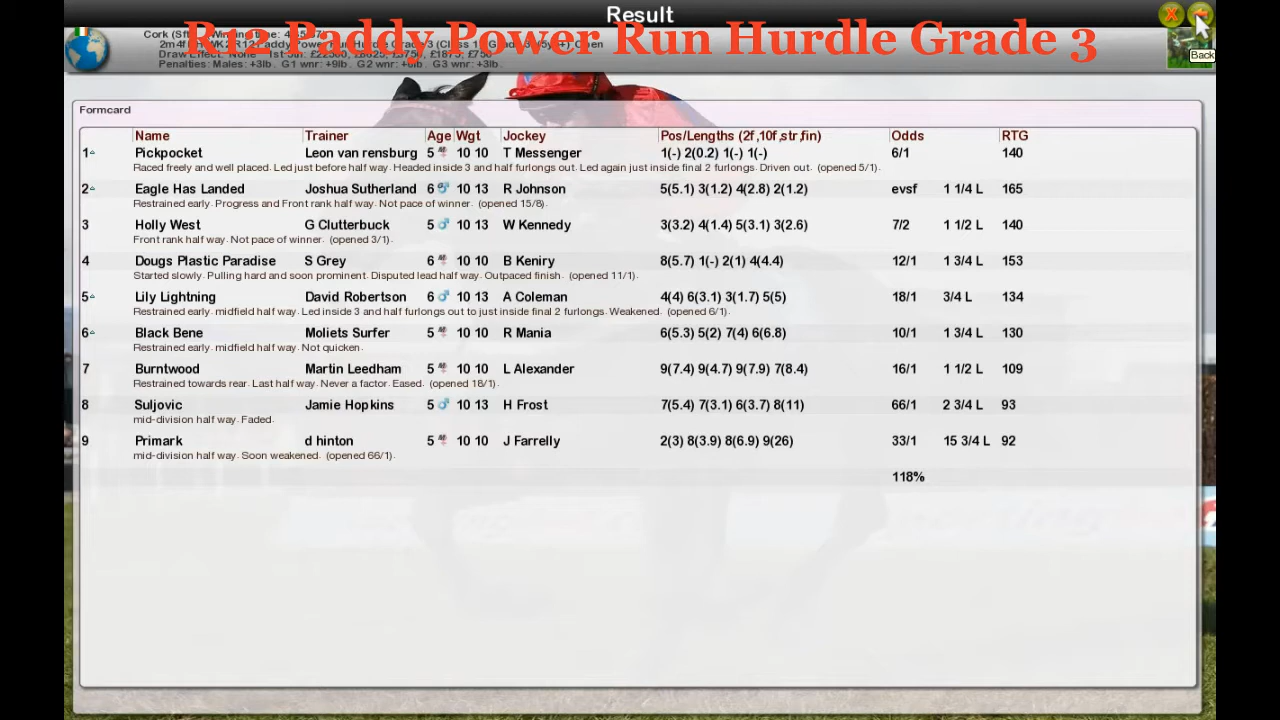 Result
Run Paddy Power Run Hurdle Grade 3
Cork
Penalties: Males: +3lb. G1 wnr: +9lb. G2 wnr: +6lb. G3 wnr: +3lb.
Back
Formcard
Name Trainer Age Wgt Jockey Pos/Lengths (2f,10f,str,fin) Odds RTG
1 Pickpocket Leon van rensburg 5 10 10 T Messenger 1(-) 2(0.2) 1(-) 1(-) 6/1 140
Raced freely and well placed. Led just before half way. Headed inside 3 and half furlongs out. Led again just inside final 2 furlongs. Driven out. (opened 5/1).
2 Eagle Has Landed Joshua Sutherland 6 10 13 R Johnson 5(5.1) 3(1.2) 4(2.8) 2(1.2) evsf 1 1/4 L 165
Restrained early. Progress and Front rank half way. Not pace of winner. (opened 15/8).
3 Holly West G Clutterbuck 5 10 13 W Kennedy 3(3.2) 4(1.4) 5(3.1) 3(2.6) 7/2 1 1/2 L 140
Front rank half way. Not pace of winner. (opened 3/1).
4 Dougs Plastic Paradise S Grey 6 10 10 B Keniry 8(5.7) 1(-) 2(1) 4(4.4) 12/1 1 3/4 L 153
Started slowly. Pulling hard and soon prominent. Disputed lead half way. Outpaced finish. (opened 11/1).
5 Lily Lightning David Robertson 6 10 13 A Coleman 4(4) 6(3.1) 3(1.7) 5(5) 18/1 3/4 L 134
Restrained early. midfield half way. Led inside 3 and half furlongs out to just inside final 2 furlongs. Weakened. (opened 6/1).
6 Black Bene Moliets Surfer 5 10 10 R Mania 6(5.3) 5(2) 7(4) 6(6.8) 10/1 1 3/4 L 130
Restrained early. midfield half way. Not quicken.
7 Burntwood Martin Leedham 5 10 10 L Alexander 9(7.4) 9(4.7) 9(7.9) 7(8.4) 16/1 1 1/2 L 109
Restrained towards rear. Last half way. Never a factor. Eased. (opened 18/1).
8 Suljovic Jamie Hopkins 5 10 13 H Frost 7(5.4) 7(3.1) 6(3.7) 8(11) 66/1 2 3/4 L 93
mid-division half way. Faded.
9 Primark d hinton 5 10 10 J Farrelly 2(3) 8(3.9) 8(6.9) 9(26) 33/1 15 3/4 L 92
mid-division half way. Soon weakened. (opened 66/1).
118%